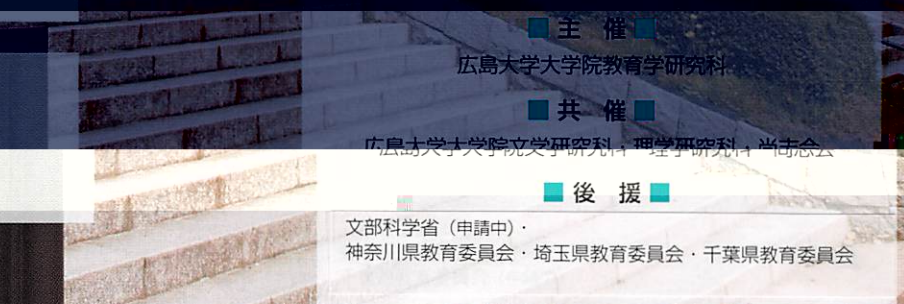 ■主 催■
広島大学大学院教育学研究科
■共 催■
広島大学大学院文学研究科・理学研究科・尚志会
■後 援■
文部科学省(申請中)・
神奈川県教育委員会・埼玉県教育委員会・千葉県教育委員会